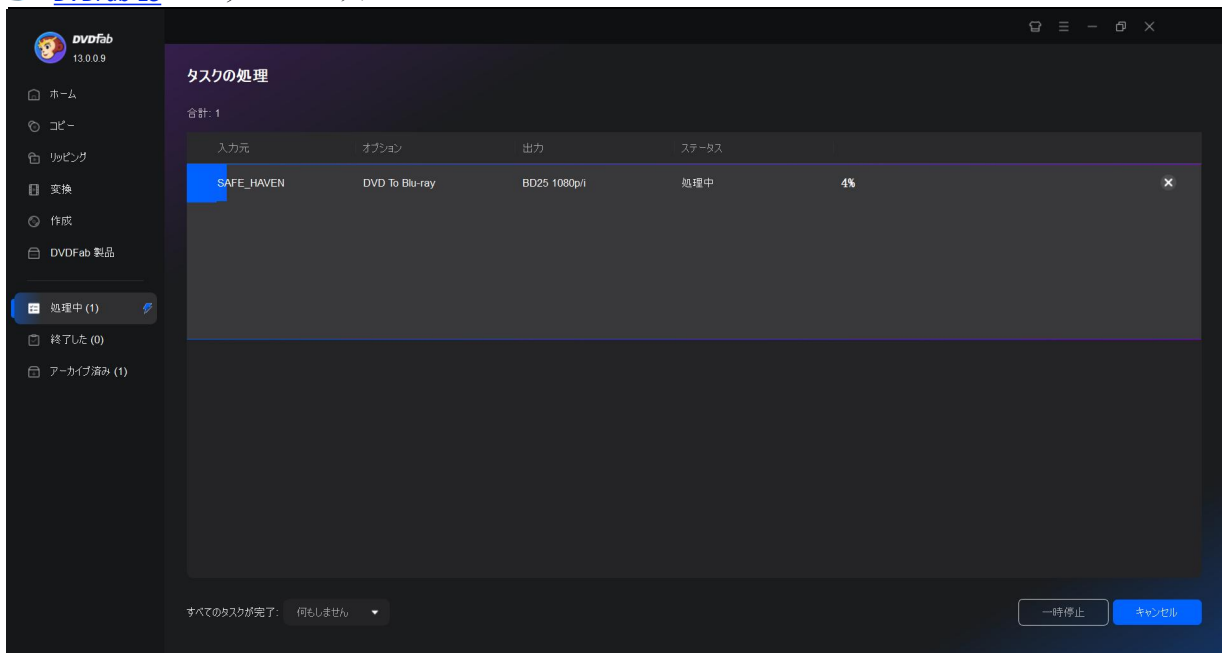 DVDFab
13.0.0.9
ホーム
コピー
リッピング
変換
作成
DVDFab 製品
処理中 (1)
終了した (0)
アーカイブ済み (1)
タスクの処理
合計: 1
入力元 オプション 出力 ステータス
SAFE_HAVEN DVD To Blu-ray BD25 1080p/i 処理中 4%
すべてのタスクが完了: 何もしません
一時停止 キャンセル